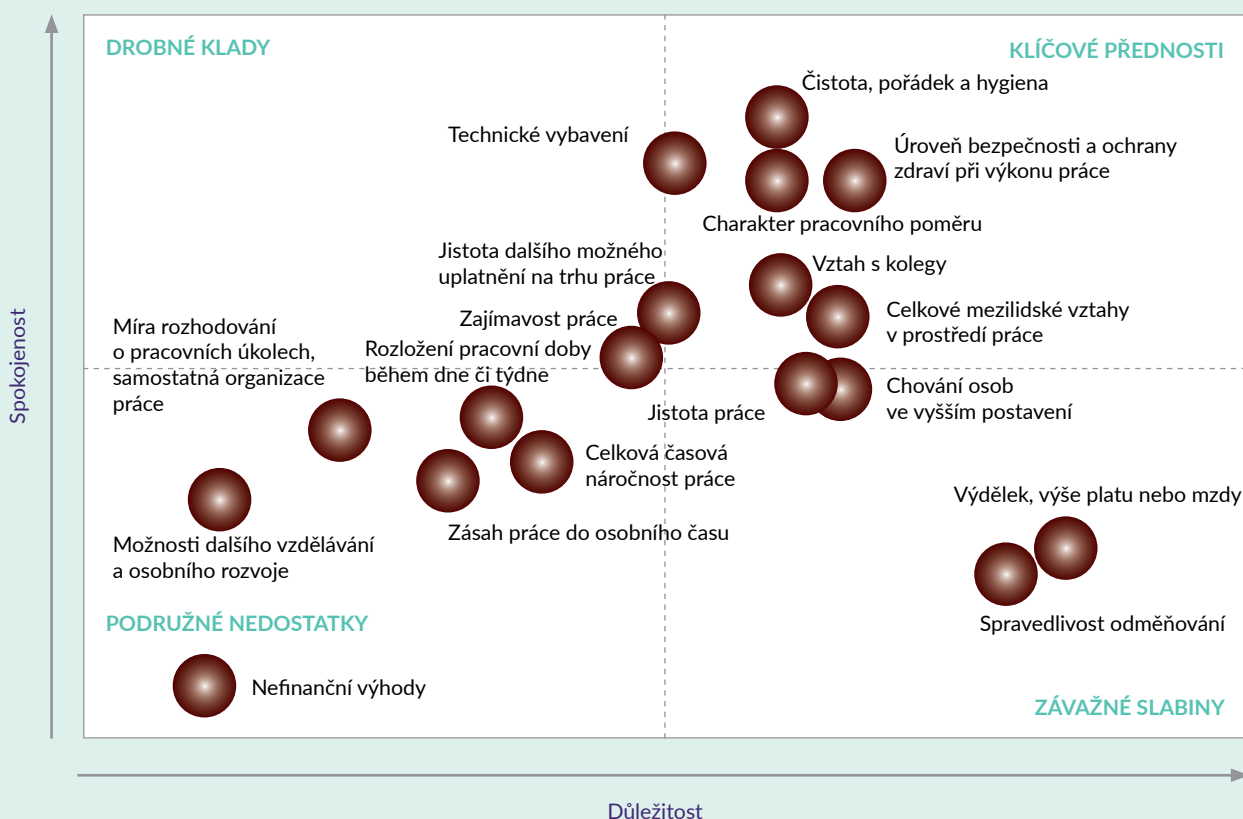 DROBNÉ KLADY
KLÍČOVÉ PŘEDNOSTI
Čistota, pořádek a hygiena
Technické vybavení
Úroveň bezpečnosti a ochrany
zdraví při výkonu práce
Charakter pracovního poměru
Jistota dalšího možného
uplatnění na trhu práce
Vztah s kolegy
Zajímavost práce
Celkové mezilidské vztahy
v prostředí práce
Míra rozhodování
o pracovních úkolech,
samostatná organizace
práce
Rozložení pracovní doby
během dne či týdne
Jistota práce
Chování osob
ve vyšším postavení
Celková časová
náročnost práce
Výdělek, výše platu nebo mzdy
Zásah práce do osobního času
Možnosti dalšího vzdělávání
a osobního rozvoje
PODRUŽNÉ NEDOSTATKY
Spravedlivost odměňování
Nefinanční výhody
ZÁVAŽNÉ SLABINY
Spokojenost
Důležitost